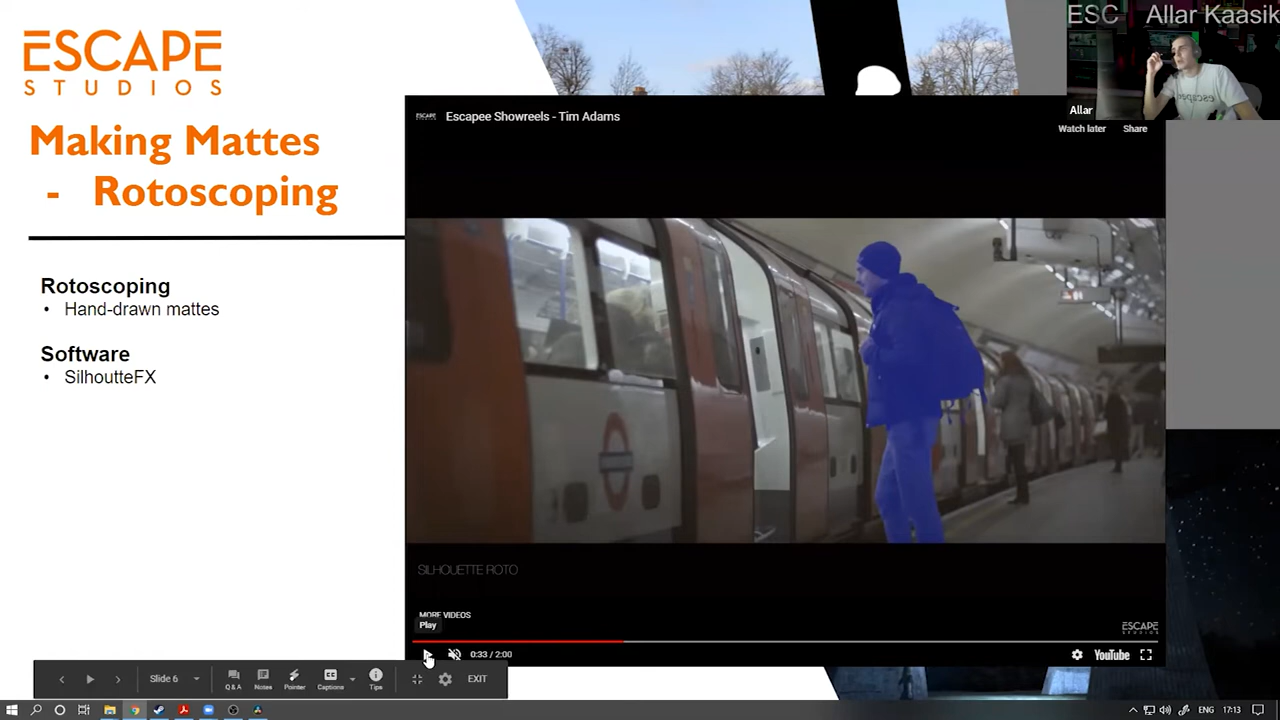 ESCAPE
STUDIOS
Making Mattes
- Rotoscoping
Rotoscoping
• Hand-drawn mattes
Software
• SilhoutteFX
ESC Allar Kaasik
Allar
escape
ESCAPE
Escapee Showreels - Tim Adams
Watch later
Share
SILHOUETTE ROTO
MORE VIDEOS
Play
ESCAPE
STUDIOS
0:33 / 2:00
YouTube
Slide 6
Q & A
Notes
Pointer
Captions
Tips
EXIT
ENG
17:13